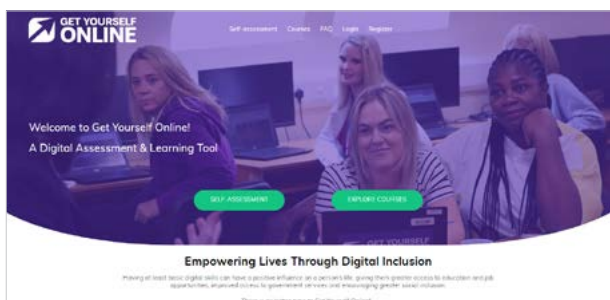 GET YOURSELF
ONLINE
Self-assessment Courses FAQ Login Register
Welcome to Get Yourself Online!
A Digital Assessment & Learning Tool
SELF-ASSESSMENT EXPLORE COURSES
GET YOURSELF
Empowering Lives Through Digital Inclusion
Having at least basic digital skills can have a positive influence on a person's life, giving them greater access to education and job
opportunities, improved access to government services and encouraging greater social inclusion.